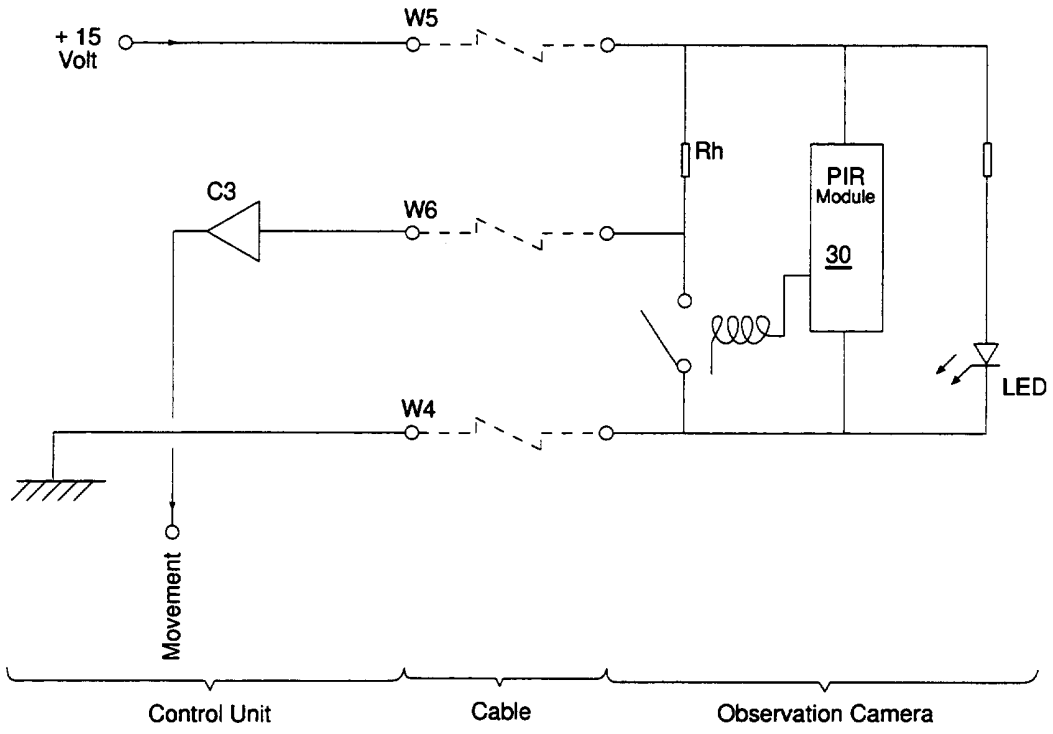 W5
+ 15
Volt
Rh
PIR
Module
C3
W6
30
W4
LED
Movement
Control Unit
Cable
Observation Camera